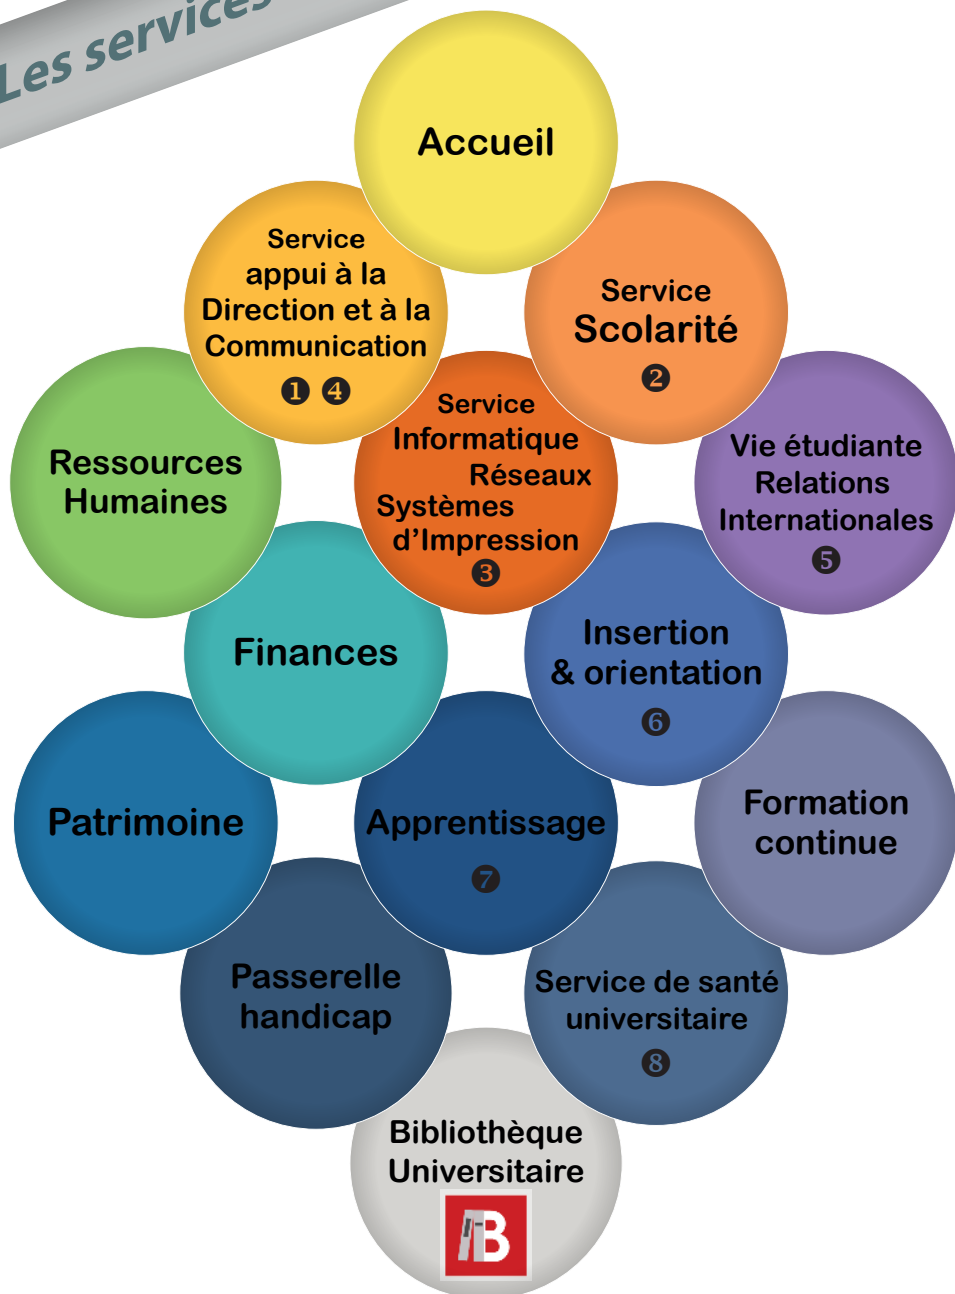 Les services
Accueil
Service
appui à la
Direction et à la
Communication
❶ ❹
Service
Scolarité
❷
Ressources
Humaines
Service
Informatique
Réseaux
Systèmes
d'Impression
❸
Vie étudiante
Relations
Internationales
❺
Finances
Insertion
& orientation
❻
Patrimoine
Apprentissage
❼
Formation
continue
Passerelle
handicap
Service de santé
universitaire
❽
Bibliothèque
Universitaire
B